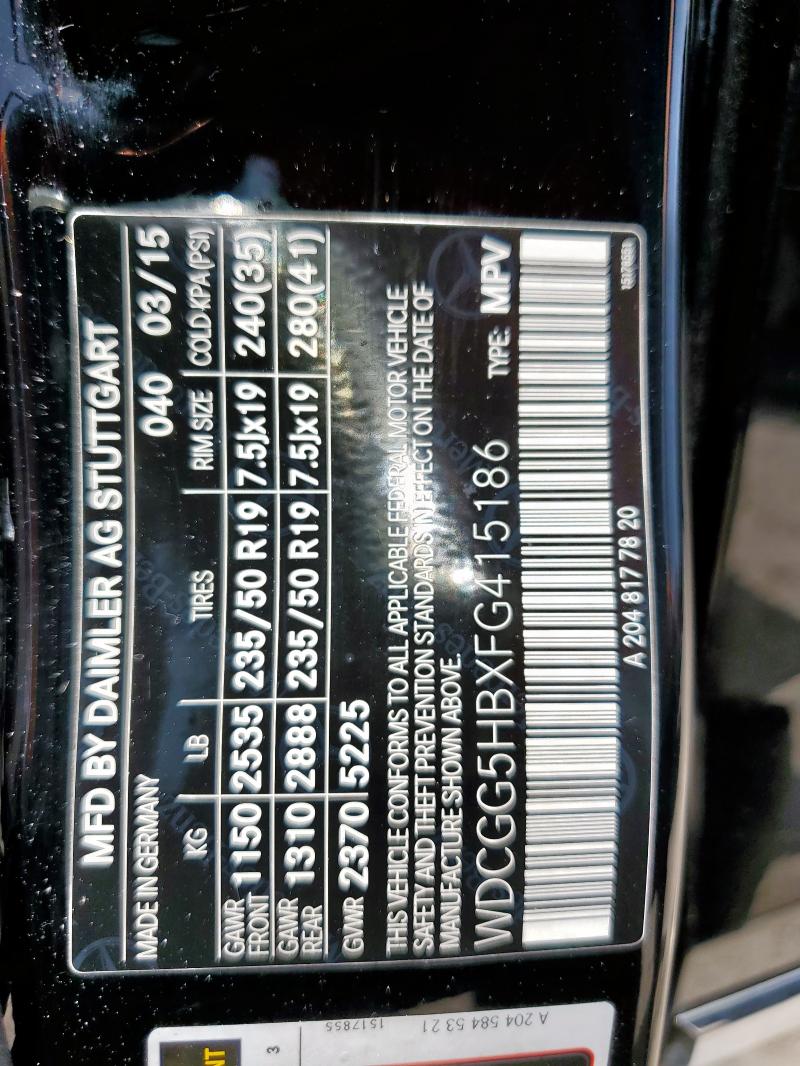 MFD BY DAIMLER AG STUTTGART
MADE IN GERMANY 040 03/15
KG LB TIRES RIM SIZE COLD KPA(PSI)
GAWR FRONT 1150 2535 235/50 R19 7.5Jx19 240(35)
GAWR REAR 1310 2888 235/50 R19 7.5Jx19 280(41)
GVWR 2370 5225
THIS VEHICLE CONFORMS TO ALL APPLICABLE FEDERAL MOTOR VEHICLE
SAFETY AND THEFT PREVENTION STANDARDS IN EFFECT ON THE DATE OF
MANUFACTURE SHOWN ABOVE.
WDCGG5HBXFG415186 TYPE: MPV
A 204 817 78 20
A 204 584 53 21
1517855
3
NT